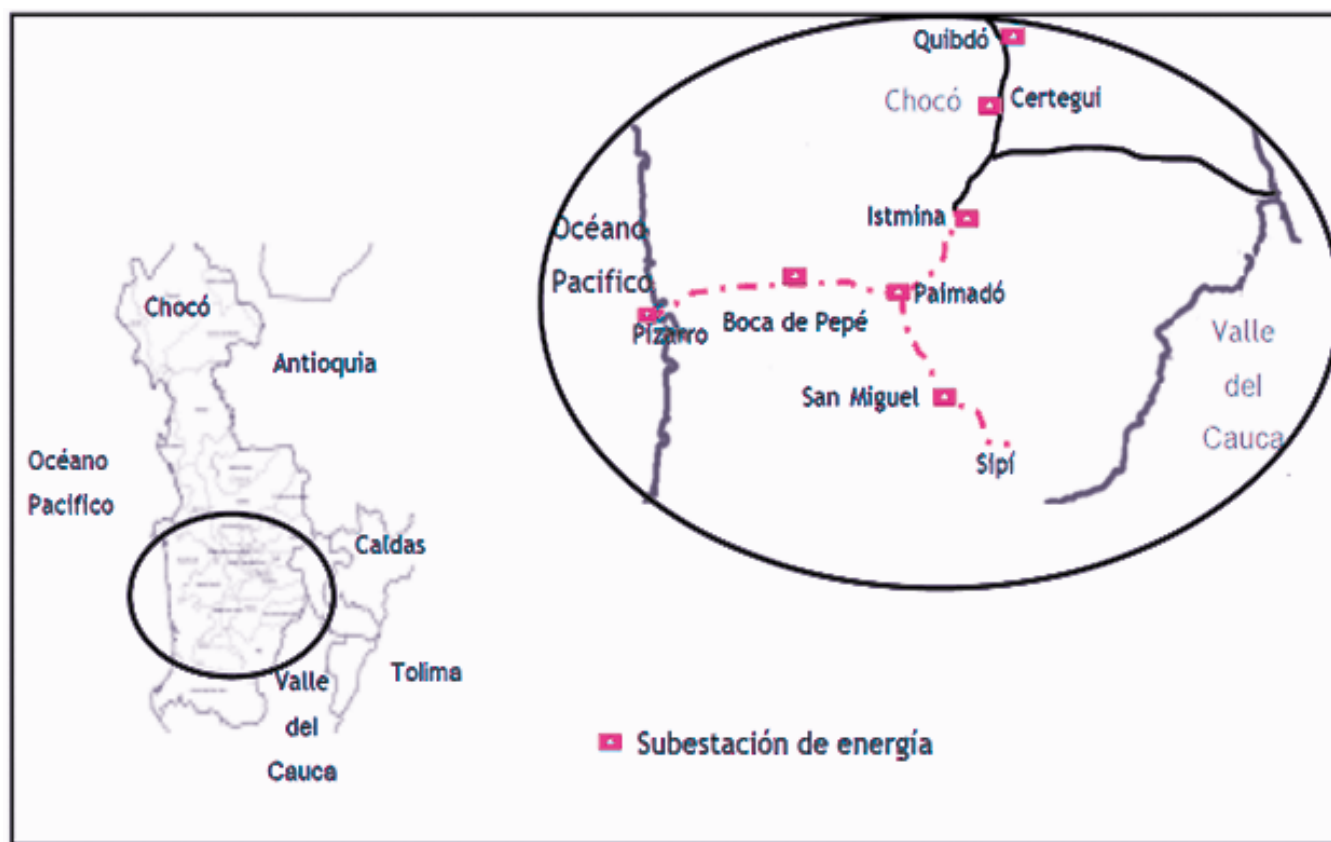 Chocó
Antioquia
Océano
Pacifico
Caldas
Tolima
Valle
del
Cauca
Quibdó
Chocó
Certegui
Istmina
Océano
Pacifico
Paimadó
Pizarro
Boca de Pepé
San Miguel
Sipí
Valle
del
Cauca
Subestación de energía